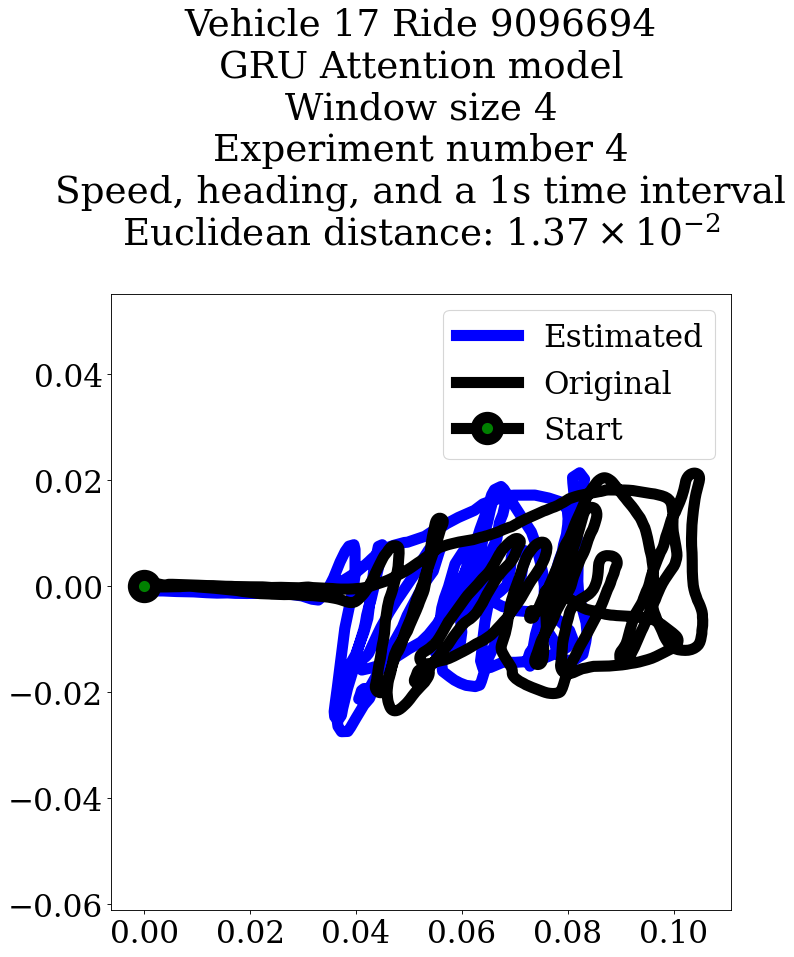 Vehicle 17 Ride 9096694
GRU Attention model
Window size 4
Experiment number 4
Speed, heading, and a 1s time interval
Euclidean distance: 1.37 × 10⁻²
Estimated
Original
Start
0.04
0.02
0.00
−0.02
−0.04
−0.06
0.00 0.02 0.04 0.06 0.08 0.10